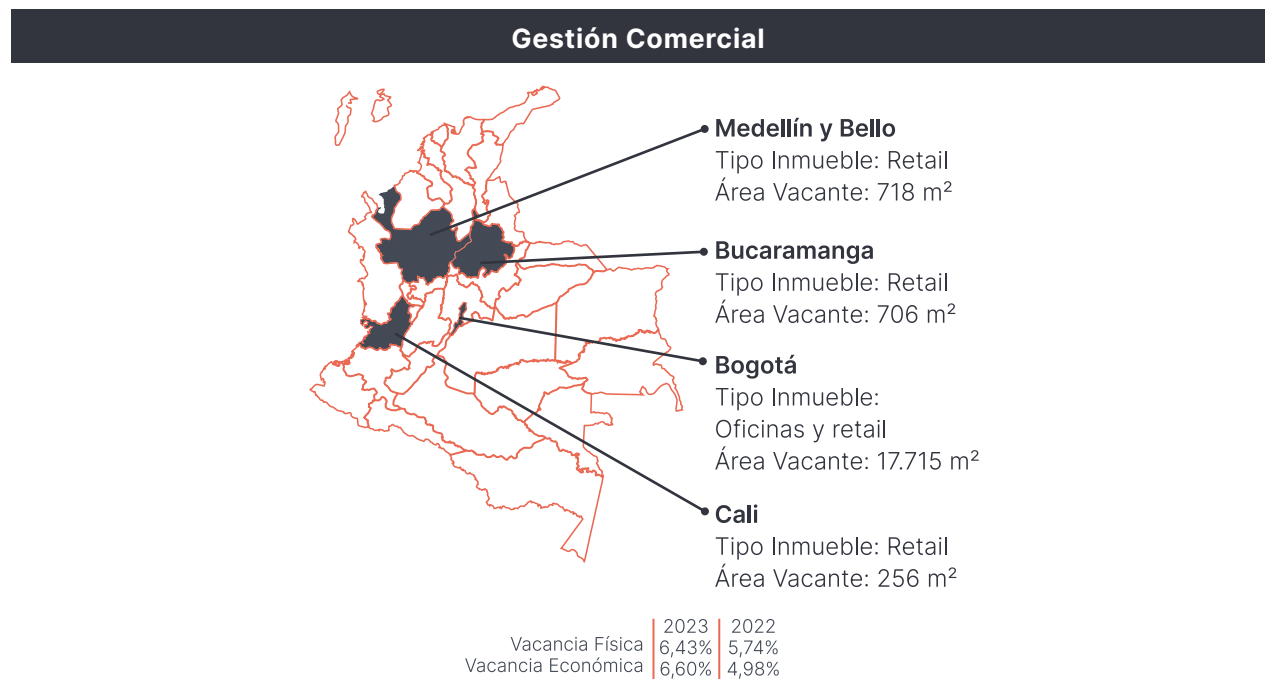 Gestión Comercial
Medellín y Bello
Tipo Inmueble: Retail
Área Vacante: 718 m²
Bucaramanga
Tipo Inmueble: Retail
Área Vacante: 706 m²
Bogotá
Tipo Inmueble:
Oficinas y retail
Área Vacante: 17.715 m²
Cali
Tipo Inmueble: Retail
Área Vacante: 256 m²
2023 2022
Vacancia Física 6,43% 5,74%
Vacancia Económica 6,60% 4,98%